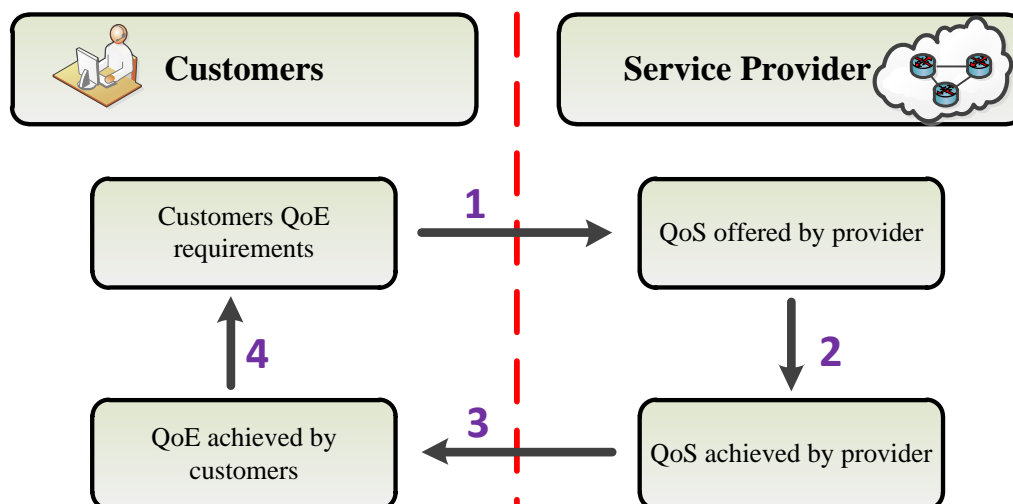 Customers
Service Provider
Customers QoE
requirements
1
QoS offered by provider
4
2
QoE achieved by
customers
3
QoS achieved by provider